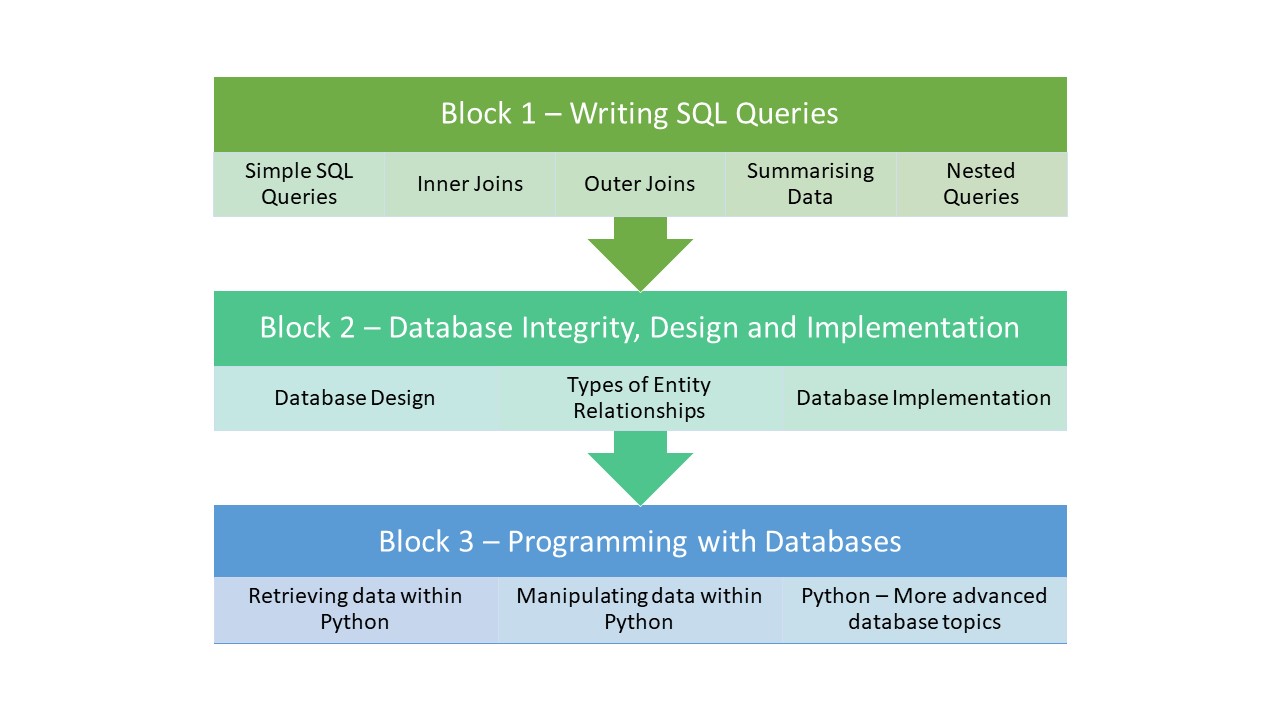 Block 1 – Writing SQL Queries
Simple SQL
Queries
Inner Joins
Outer Joins
Summarising
Data
Nested
Queries
Block 2 – Database Integrity, Design and Implementation
Database Design
Types of Entity
Relationships
Database Implementation
Block 3 – Programming with Databases
Retrieving data within
Python
Manipulating data within
Python
Python – More advanced
database topics